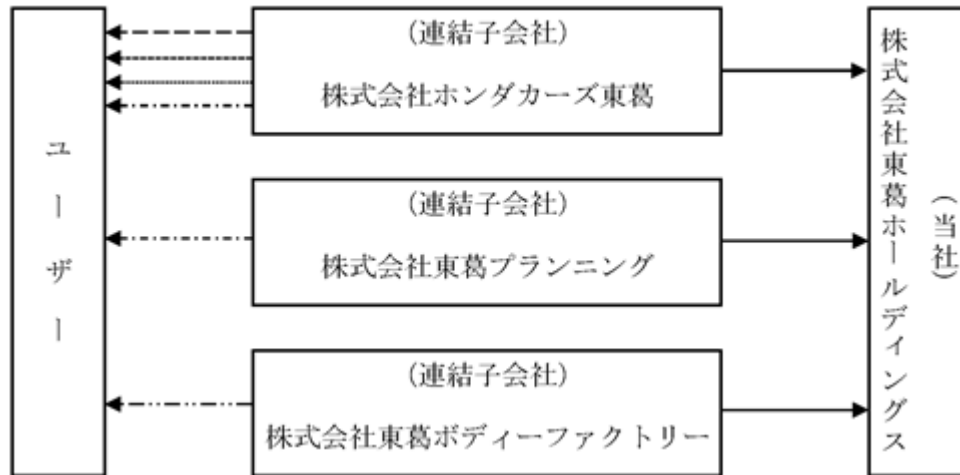 ユーザー
(連結子会社)
株式会社ホンダカーズ東葛
(連結子会社)
株式会社東葛プランニング
(連結子会社)
株式会社東葛ボディーファクトリー
(当社)
株式会社東葛ホールディングス